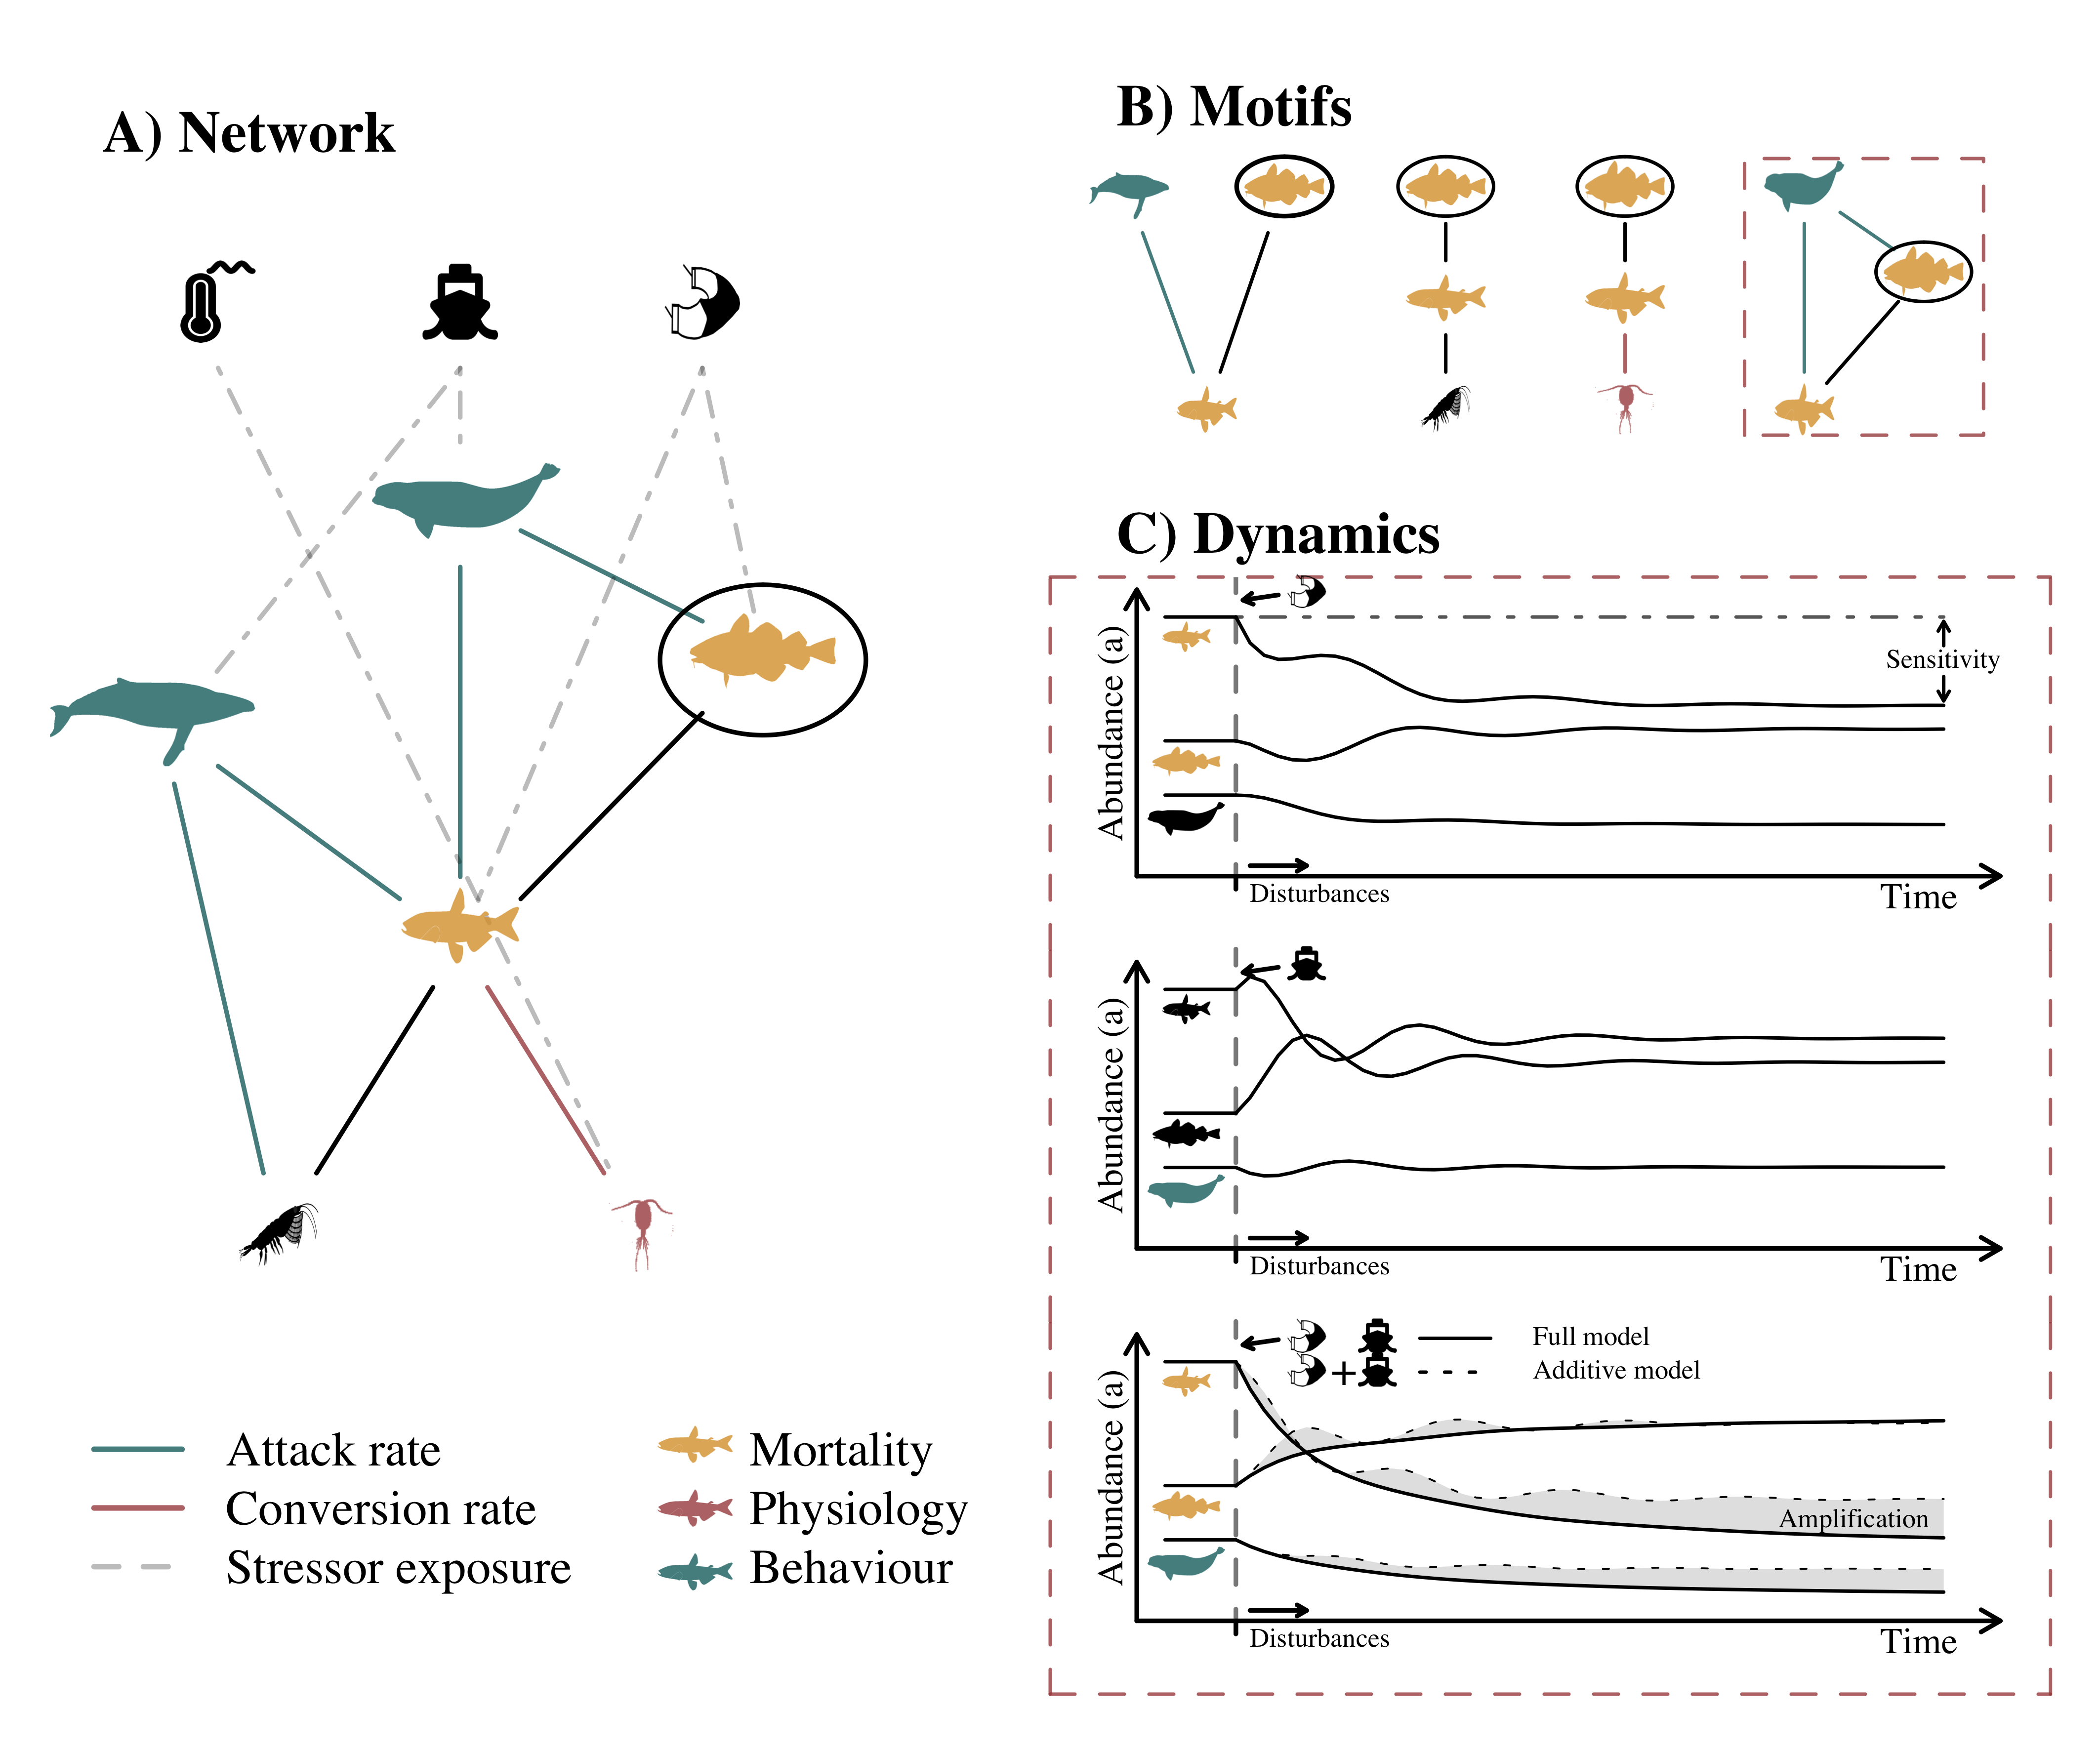 A) Network
Attack rate
Conversion rate
Stressor exposure
Mortality
Physiology
Behaviour
B) Motifs
C) Dynamics
Abundance (a)
Sensitivity
Disturbances
Time
Abundance (a)
Disturbances
Time
Abundance (a)
+
Full model
Additive model
Amplification
Disturbances
Time